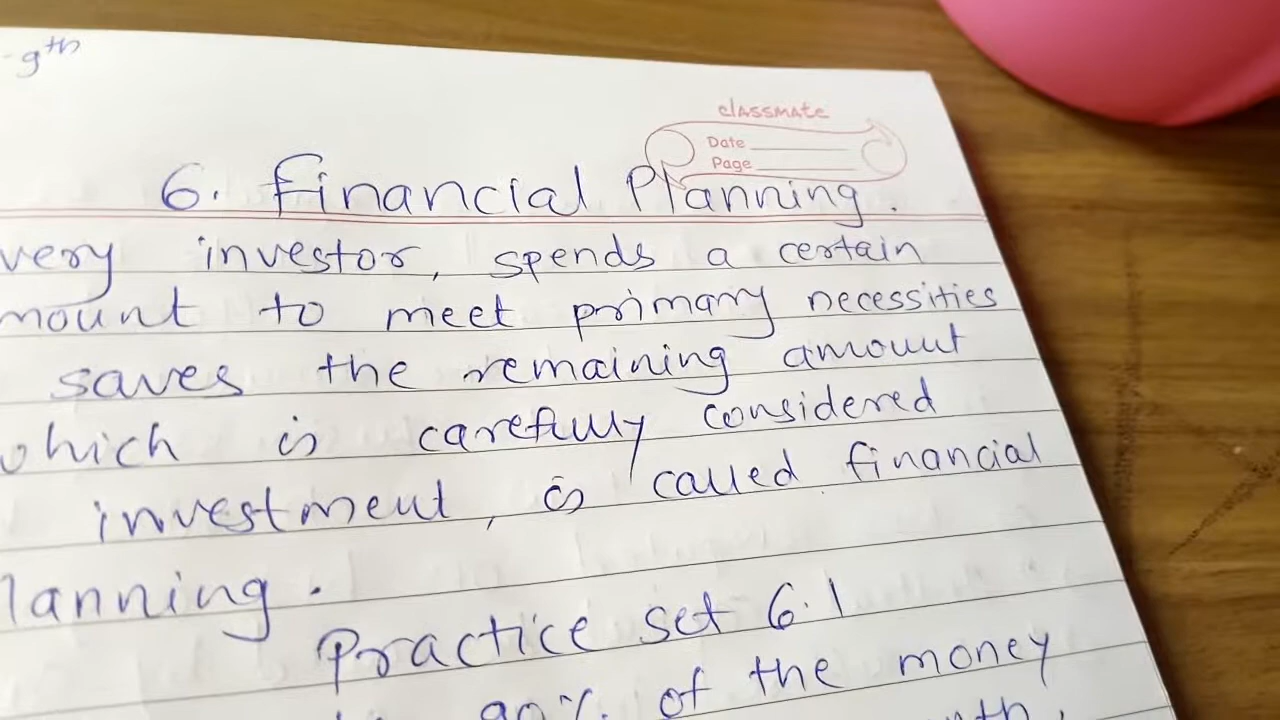 9th
classmate
Date
Page
6. Financial Planning.
very investor, spends a certain
mount to meet primary necessities
saves the remaining amount
which is carefully considered
investment, is called financial
lanning.
Practice set 6.1
90% of the money